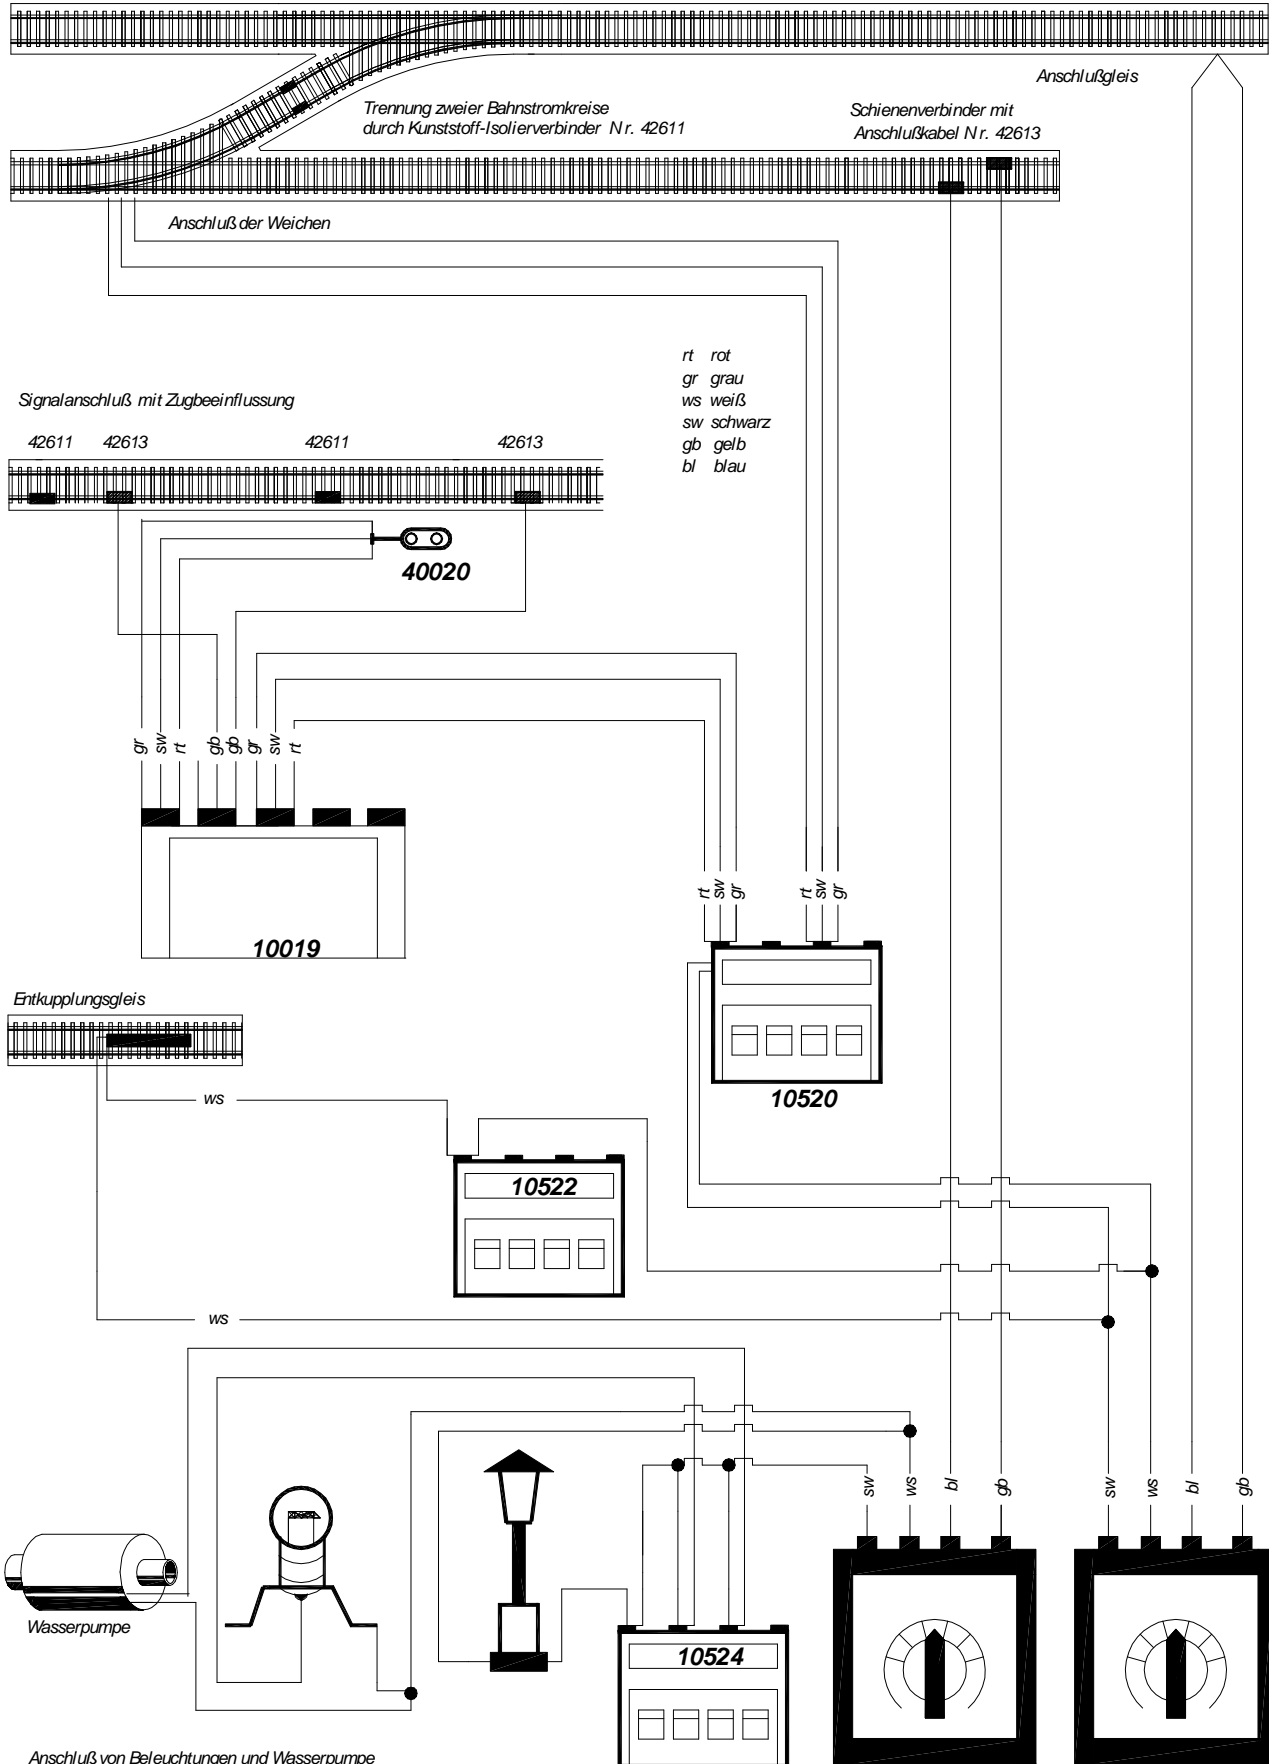 Anschlußgleis
Trennung zweier Bahnstromkreise
durch Kunststoff-Isolierverbinder Nr. 42611
Schienenverbinder mit
Anschlußkabel Nr. 42613
Anschluß der Weichen
rt rot
gr grau
ws weiß
sw schwarz
gb gelb
bl blau
Signalanschluß mit Zugbeeinflussung
42611 42613 42611 42613
40020
gr sw rt gb gb gr sw rt
rt sw gr rt sw gr
10019
Entkupplungsgleis
10520
ws
10522
ws
sw ws bl gb sw ws bl gb
Wasserpumpe
10524
Anschluß von Beleuchtungen und Wasserpumpe